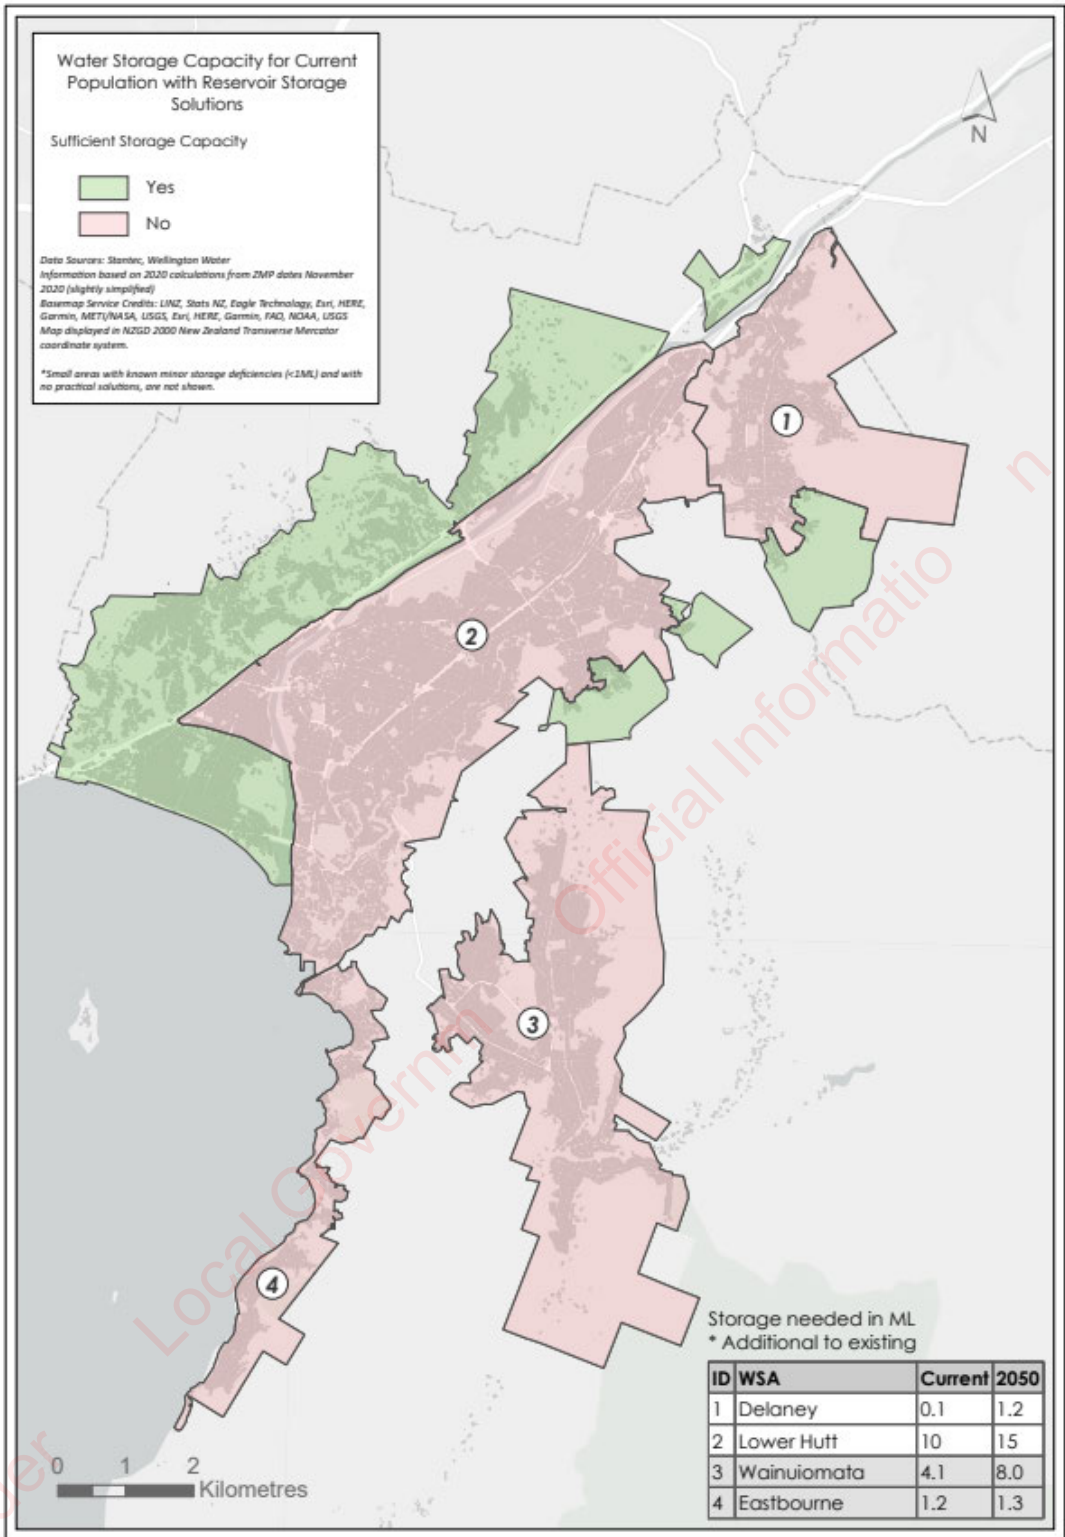 Water Storage Capacity for Current
Population with Reservoir Storage
Solutions
Sufficient Storage Capacity
Yes
No
Data Sources: Stantec, Wellington Water
Information based on 2020 calculations from ZMP dates November
2020 (slightly simplified)
Basemap Service Credits: LINZ, Stats NZ, Eagle Technology, Esri, HERE,
Garmin, METI/NASA, USGS, Esri, HERE, Garmin, FAO, NOAA, USGS
Map displayed in NZGD 2000 New Zealand Transverse Mercator
coordinate system.
*Small areas with known minor storage deficiencies (<1ML) and with
no practical solutions, are not shown.
N
1
2
3
4
Local Governm
Official Informatio
n
er
0 1 2
Kilometres
Storage needed in ML
* Additional to existing
ID WSA Current 2050
1 Delaney 0.1 1.2
2 Lower Hutt 10 15
3 Wainuiomata 4.1 8.0
4 Eastbourne 1.2 1.3